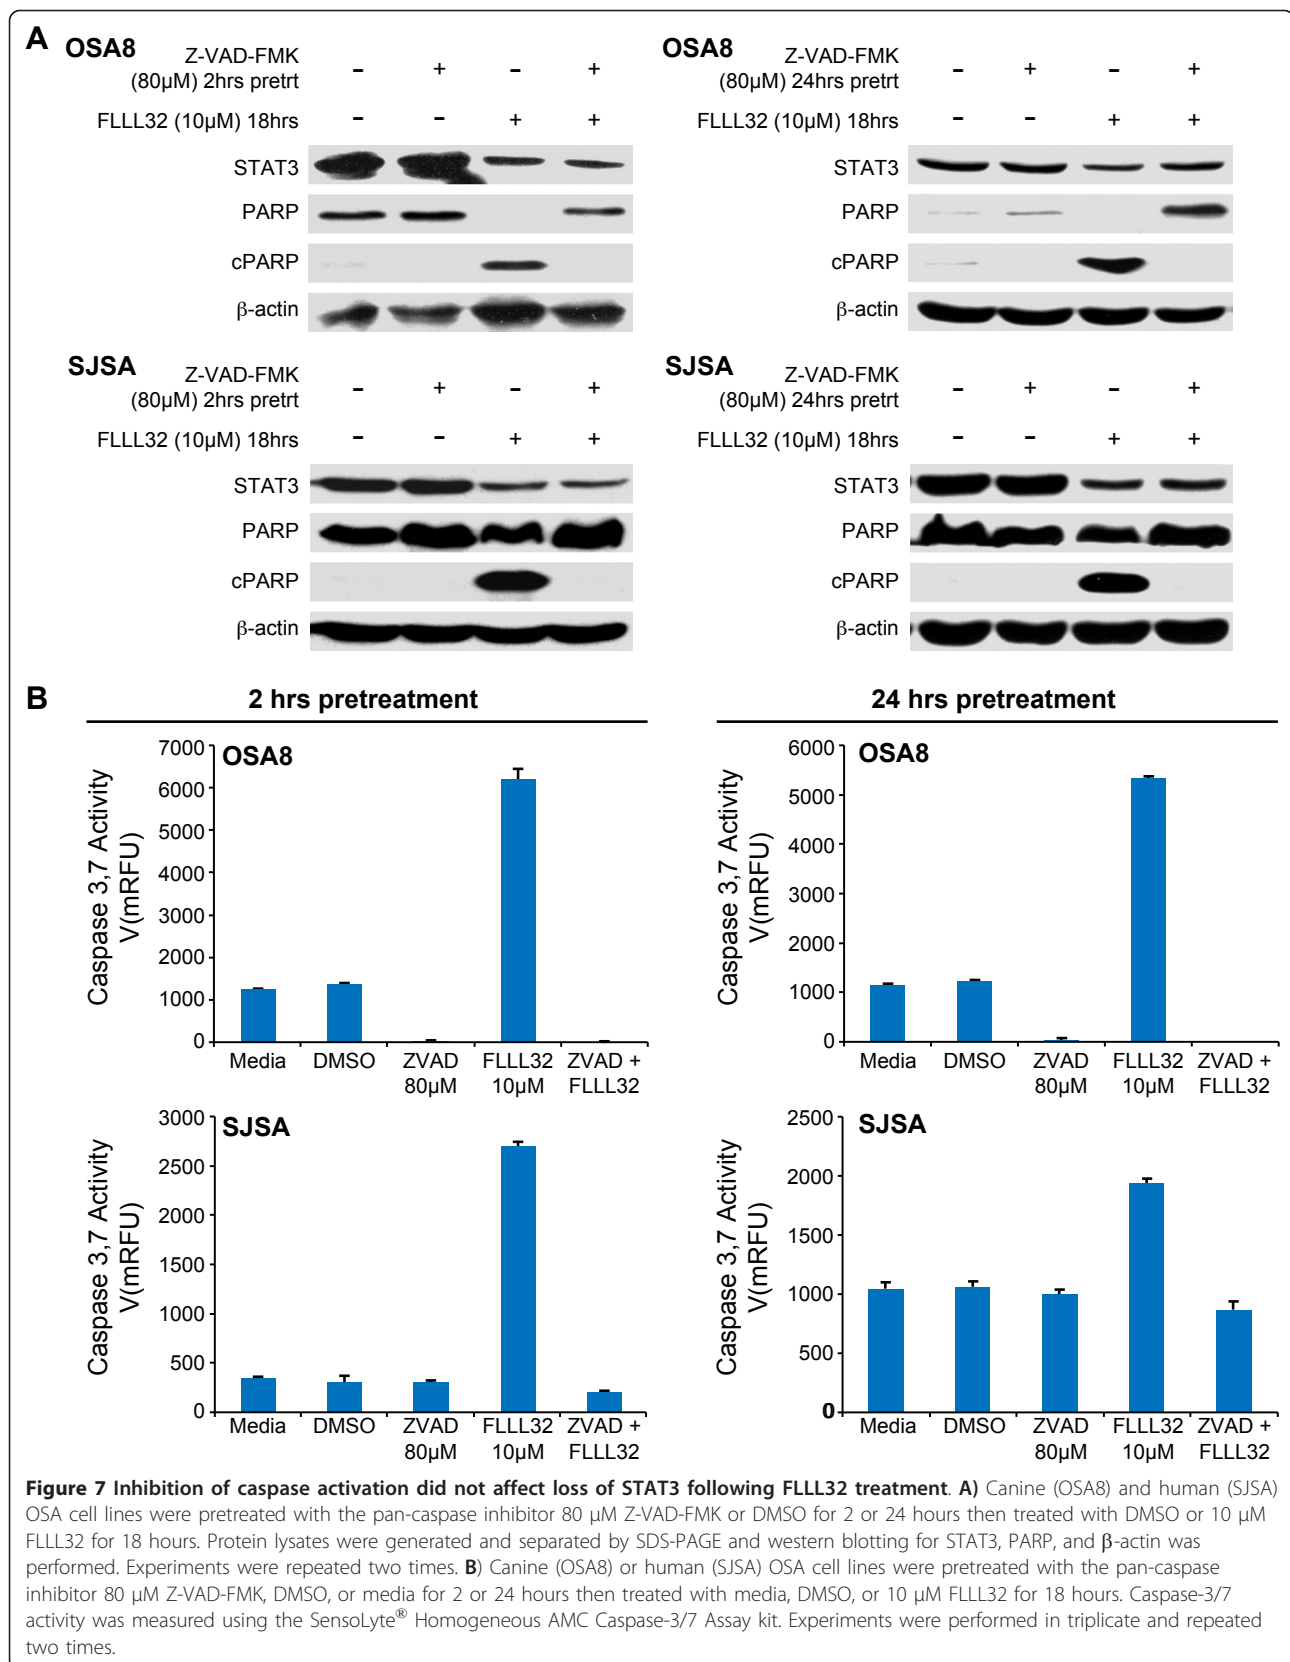 A
OSA8
Z-VAD-FMK
(80µM) 2hrs pretrt
– + – +
FLLL32 (10µM) 18hrs
– – + +
STAT3
PARP
cPARP
β-actin
OSA8
Z-VAD-FMK
(80µM) 24hrs pretrt
– + – +
FLLL32 (10µM) 18hrs
– – + +
STAT3
PARP
cPARP
β-actin
SJSA
Z-VAD-FMK
(80µM) 2hrs pretrt
– + – +
FLLL32 (10µM) 18hrs
– – + +
STAT3
PARP
cPARP
β-actin
SJSA
Z-VAD-FMK
(80µM) 24hrs pretrt
– + – +
FLLL32 (10µM) 18hrs
– – + +
STAT3
PARP
cPARP
β-actin
B
2 hrs pretreatment
24 hrs pretreatment
OSA8
Caspase 3,7 Activity
V(mRFU)
7000
6000
5000
4000
3000
2000
1000
0
Media DMSO ZVAD FLLL32 ZVAD +
80µM 10µM FLLL32
OSA8
Caspase 3,7 Activity
V(mRFU)
6000
5000
4000
3000
2000
1000
0
Media DMSO ZVAD FLLL32 ZVAD +
80µM 10µM FLLL32
SJSA
Caspase 3,7 Activity
V(mRFU)
3000
2500
2000
1500
1000
500
0
Media DMSO ZVAD FLLL32 ZVAD +
80µM 10µM FLLL32
SJSA
Caspase 3,7 Activity
V(mRFU)
2500
2000
1500
1000
500
0
Media DMSO ZVAD FLLL32 ZVAD +
80µM 10µM FLLL32
Figure 7 Inhibition of caspase activation did not affect loss of STAT3 following FLLL32 treatment. A) Canine (OSA8) and human (SJSA)
OSA cell lines were pretreated with the pan-caspase inhibitor 80 µM Z-VAD-FMK or DMSO for 2 or 24 hours then treated with DMSO or 10 µM
FLLL32 for 18 hours. Protein lysates were generated and separated by SDS-PAGE and western blotting for STAT3, PARP, and β-actin was
performed. Experiments were repeated two times. B) Canine (OSA8) or human (SJSA) OSA cell lines were pretreated with the pan-caspase
inhibitor 80 µM Z-VAD-FMK, DMSO, or media for 2 or 24 hours then treated with media, DMSO, or 10 µM FLLL32 for 18 hours. Caspase-3/7
activity was measured using the SensoLyte® Homogeneous AMC Caspase-3/7 Assay kit. Experiments were performed in triplicate and repeated
two times.